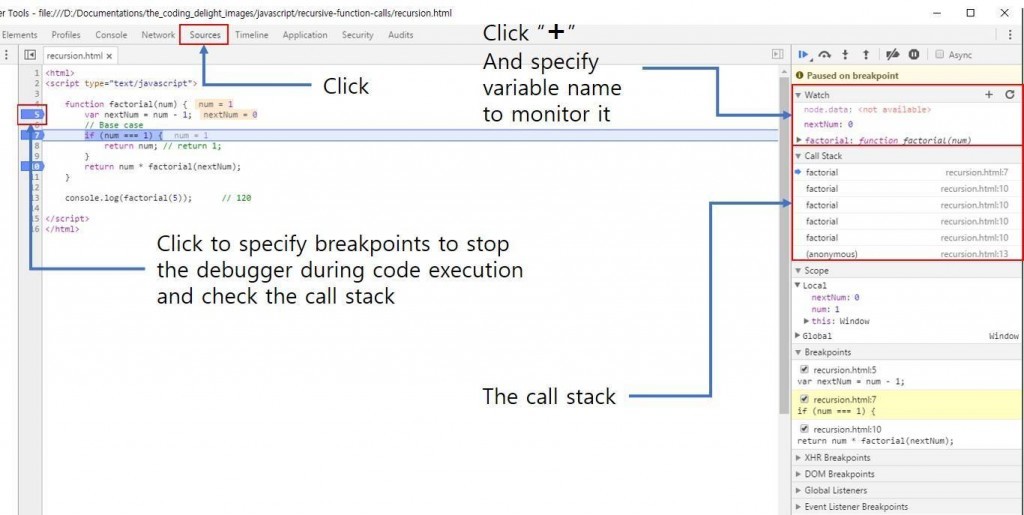 er Tools - file:///D:/Documentations/the_coding_delight_images/javascript/recursive-function-calls/recursion.html
Elements Profiles Console Network Sources Timeline Application Security Audits
recursion.html ×
1 <html>
2 <script type="text/javascript">
3
4 function factorial(num) { num = 1
5 var nextNum = num - 1; nextNum = 0
6 // Base case
7 if (num === 1) { num = 1
8 return num; // return 1;
9 }
10 return num * factorial(nextNum);
11 }
12
13 console.log(factorial(5)); // 120
14
15 </script>
16 </html>
Click
Click "+"
And specify
variable name
to monitor it
Click to specify breakpoints to stop
the debugger during code execution
and check the call stack
The call stack
Async
Paused on breakpoint
Watch
node.data: <not available>
nextNum: 0
factorial: function factorial(num)
Call Stack
factorial recursion.html:7
factorial recursion.html:10
factorial recursion.html:10
factorial recursion.html:10
factorial recursion.html:10
(anonymous) recursion.html:13
Scope
Local
nextNum: 0
num: 1
this: Window
Global Window
Breakpoints
recursion.html:5
var nextNum = num - 1;
recursion.html:7
if (num === 1) {
recursion.html:10
return num * factorial(nextNum);
XHR Breakpoints
DOM Breakpoints
Global Listeners
Event Listener Breakpoints